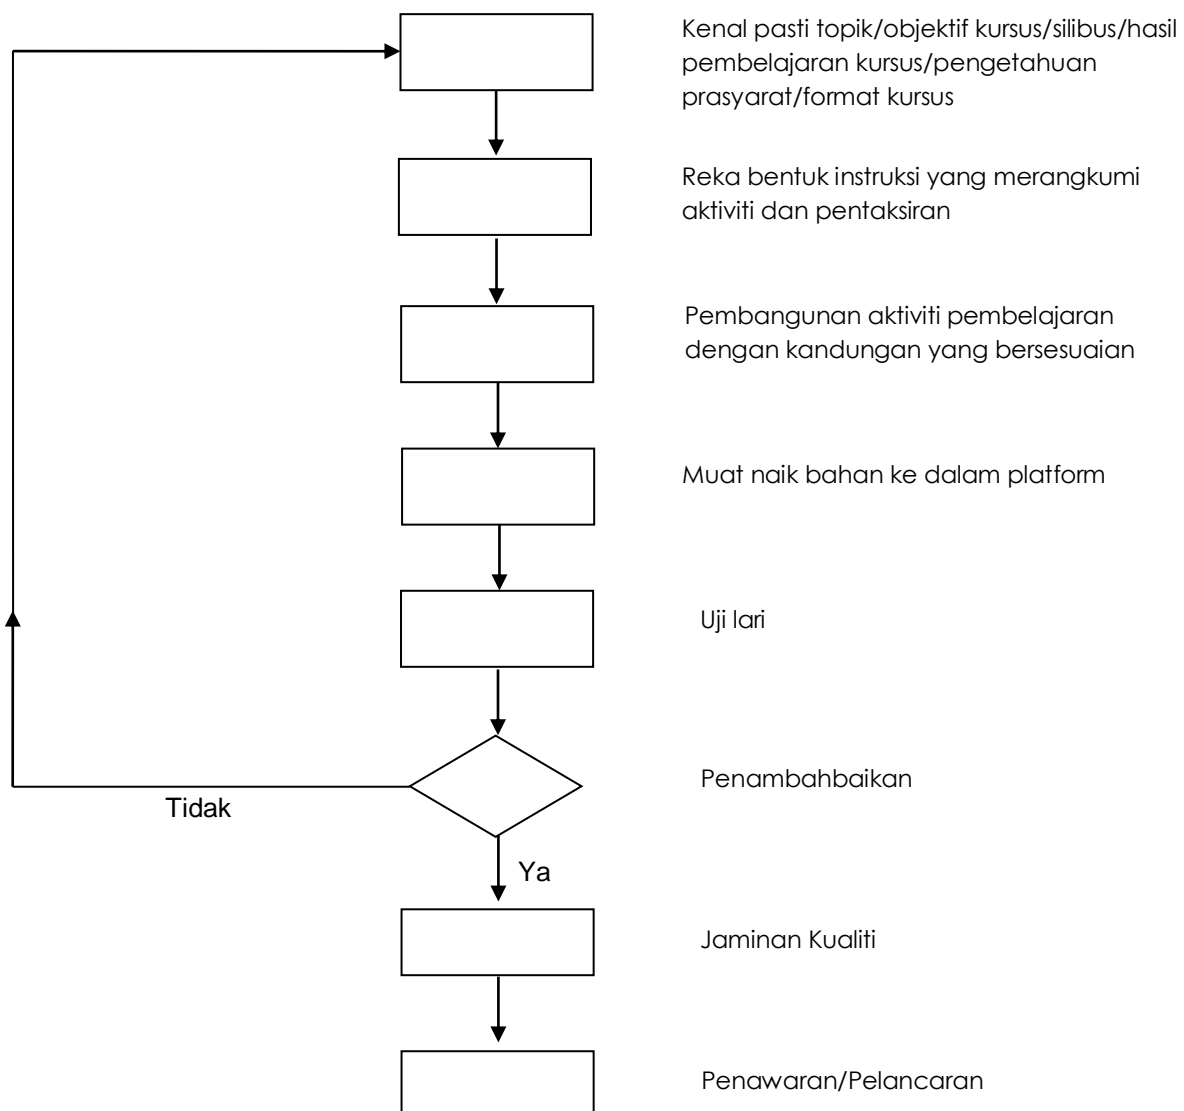 Kenal pasti topik/objektif kursus/silibus/hasil
pembelajaran kursus/pengetahuan
prasyarat/format kursus
Reka bentuk instruksi yang merangkumi
aktiviti dan pentaksiran
Pembangunan aktiviti pembelajaran
dengan kandungan yang bersesuaian
Muat naik bahan ke dalam platform
Uji lari
Penambahbaikan
Tidak
Ya
Jaminan Kualiti
Penawaran/Pelancaran